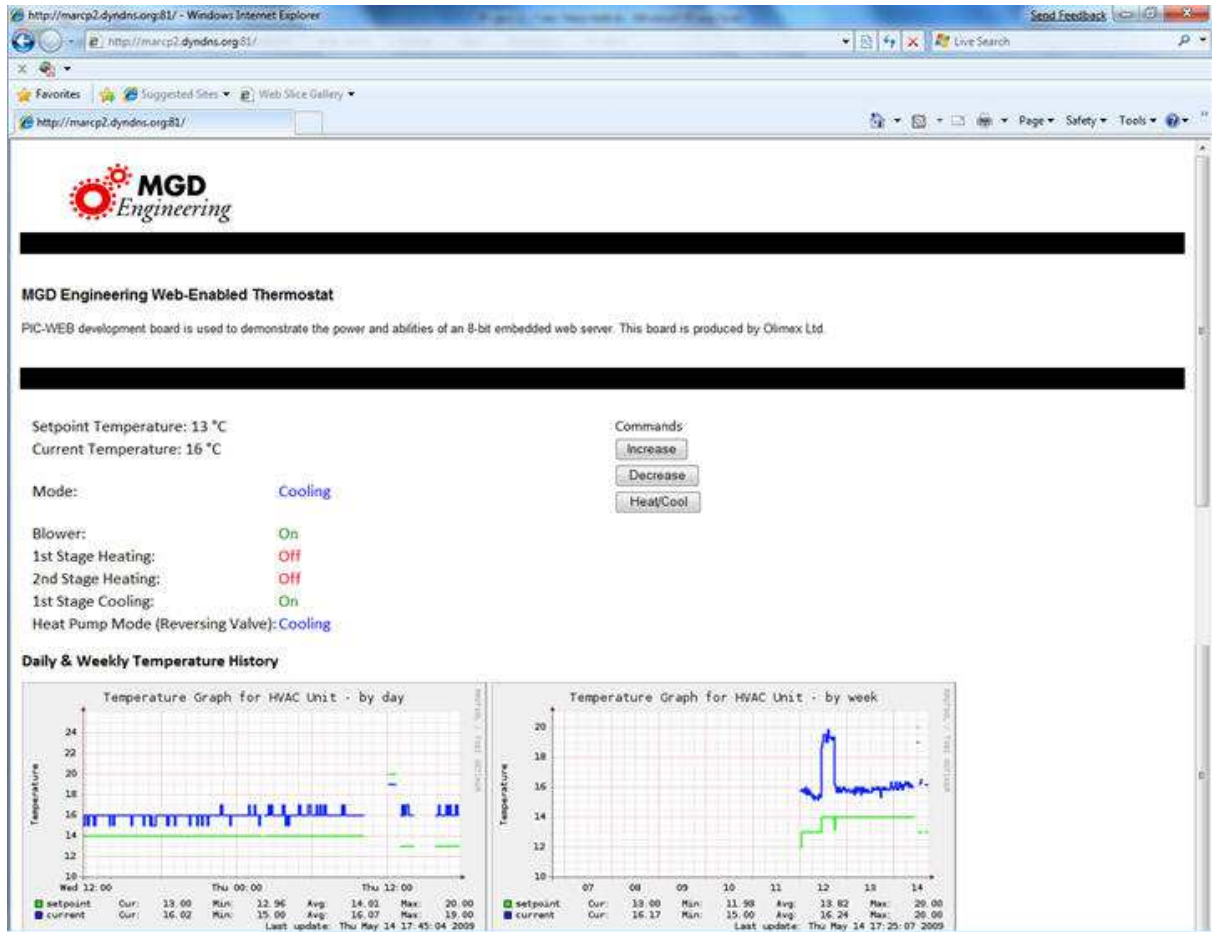 http://marcp2.dyndns.org:81/ - Windows Internet Explorer
Send Feedback
http://marcp2.dyndns.org:81/
Live Search
Favorites Suggested Sites Web Slice Gallery
http://marcp2.dyndns.org:81/
Page Safety Tools
MGD
Engineering
MGD Engineering Web-Enabled Thermostat
PIC-WEB development board is used to demonstrate the power and abilities of an 8-bit embedded web server. This board is produced by Olimex Ltd.
Setpoint Temperature: 13 °C
Current Temperature: 16 °C
Mode: Cooling
Blower: On
1st Stage Heating: Off
2nd Stage Heating: Off
1st Stage Cooling: On
Heat Pump Mode (Reversing Valve): Cooling
Commands
Increase
Decrease
Heat/Cool
Daily & Weekly Temperature History
Temperature Graph for HVAC Unit - by day
Temperature
24
22
20
18
16
14
12
10
Wed 12:00 Thu 00:00 Thu 12:00
setpoint Cur: 13.00 Min: 12.96 Avg: 14.01 Max: 20.00
current Cur: 16.02 Min: 15.00 Avg: 16.07 Max: 19.00
Last update: Thu May 14 17:45:04 2009
Temperature Graph for HVAC Unit - by week
Temperature
20
18
16
14
12
10
07 08 09 10 11 12 13 14
setpoint Cur: 13.00 Min: 11.98 Avg: 13.82 Max: 20.00
current Cur: 16.17 Min: 15.00 Avg: 16.24 Max: 20.00
Last update: Thu May 14 17:25:07 2009